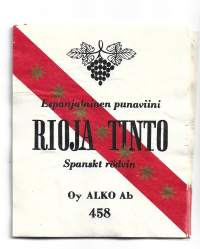 Espanjalainen punaviini
RIOJA TINTO
Spanskt rödvin
Oy ALKO Ab
458